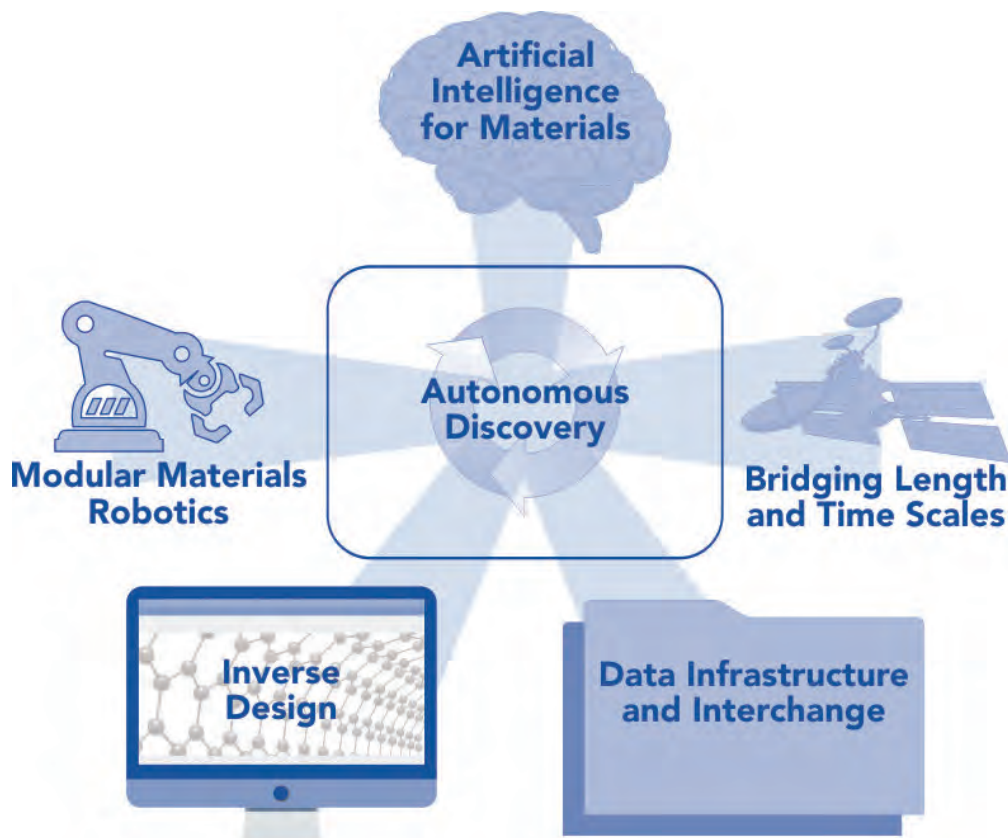 Artificial
Intelligence
for Materials
Autonomous
Discovery
Modular Materials
Robotics
Bridging Length
and Time Scales
Inverse
Design
Data Infrastructure
and Interchange